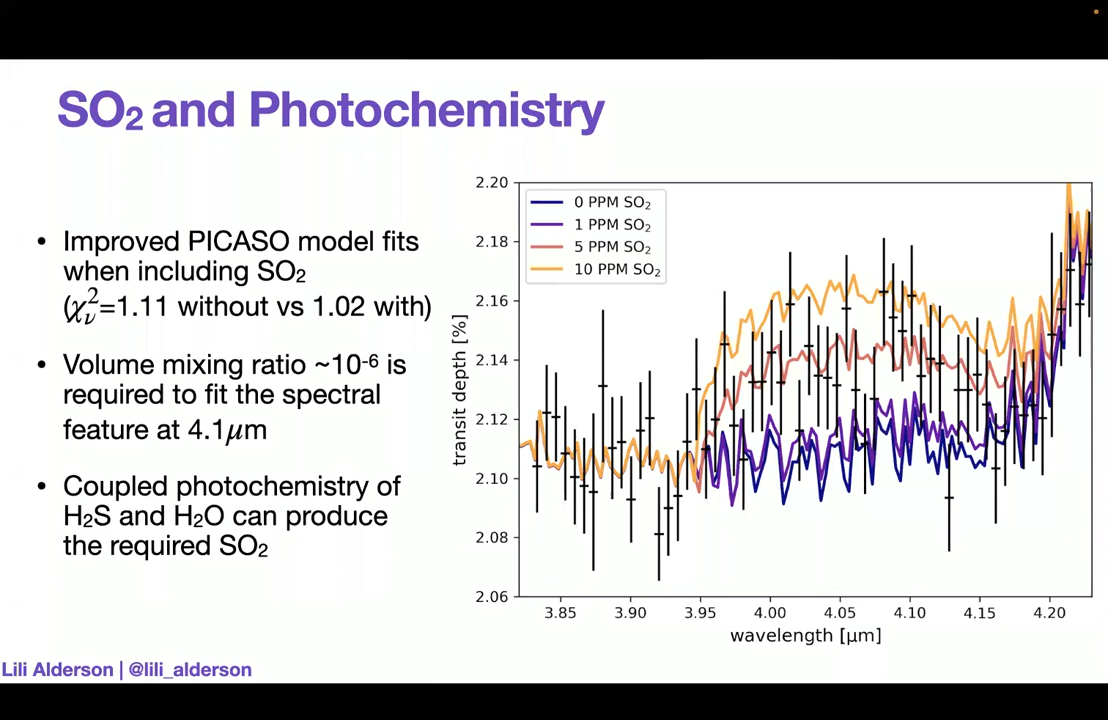 SO₂ and Photochemistry
• Improved PICASO model fits
when including SO₂
(χ²ᵥ=1.11 without vs 1.02 with)
• Volume mixing ratio ~10⁻⁶ is
required to fit the spectral
feature at 4.1μm
• Coupled photochemistry of
H₂S and H₂O can produce
the required SO₂
0 PPM SO₂
1 PPM SO₂
5 PPM SO₂
10 PPM SO₂
transit depth [%]
2.20
2.18
2.16
2.14
2.12
2.10
2.08
2.06
3.85 3.90 3.95 4.00 4.05 4.10 4.15 4.20
wavelength [μm]
Lili Alderson | @lili_alderson